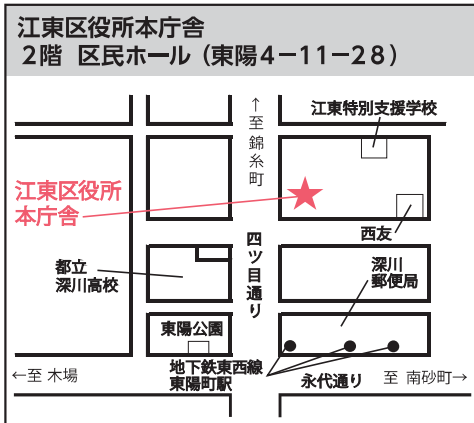 江東区役所本庁舎
2階 区民ホール（東陽4－11－28）
↑至 錦糸町
江東特別支援学校
江東区役所
本庁舎
西友
四ツ目通り
都立
深川高校
深川
郵便局
東陽公園
地下鉄東西線
東陽町駅
←至 木場
永代通り
至 南砂町→